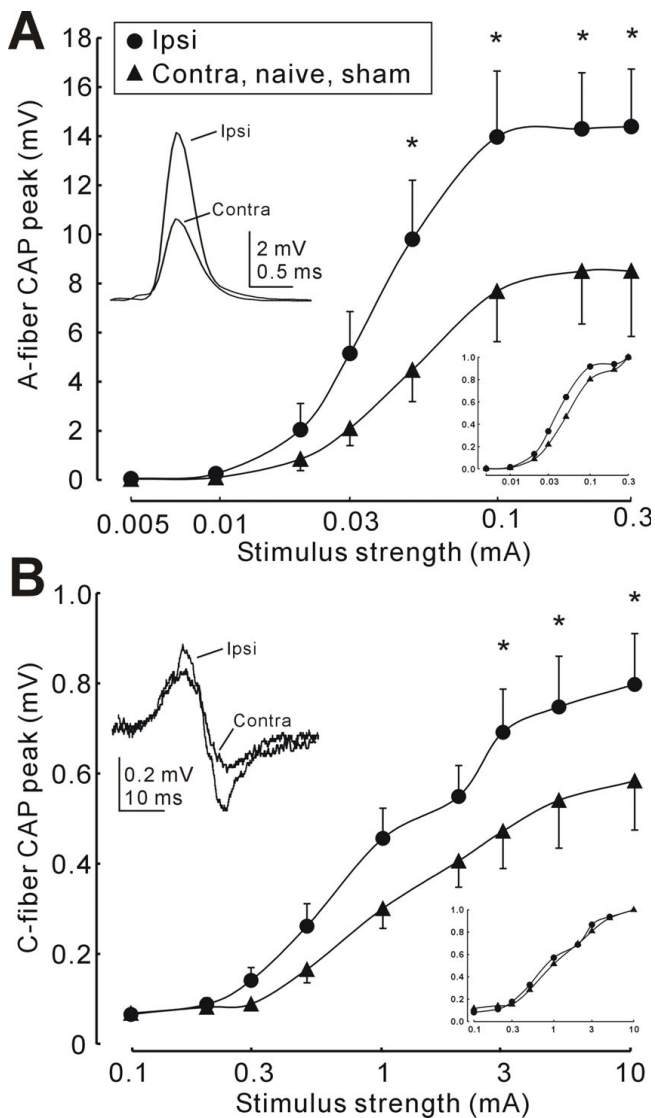 A
Ipsi
Contra, naive, sham
A-fiber CAP peak (mV)
18
16
14
12
10
8
6
4
2
0
Ipsi
Contra
2 mV
0.5 ms
* * * *
1.0
0.8
0.6
0.4
0.2
0.0
0.01 0.03 0.1 0.3
0.005 0.01 0.03 0.1 0.3
Stimulus strength (mA)
B
C-fiber CAP peak (mV)
1.0
0.8
0.6
0.4
0.2
0
Ipsi
Contra
0.2 mV
10 ms
* * *
1.0
0.8
0.6
0.4
0.2
0.0
0.1 0.3 1 3 10
0.1 0.3 1 3 10
Stimulus strength (mA)